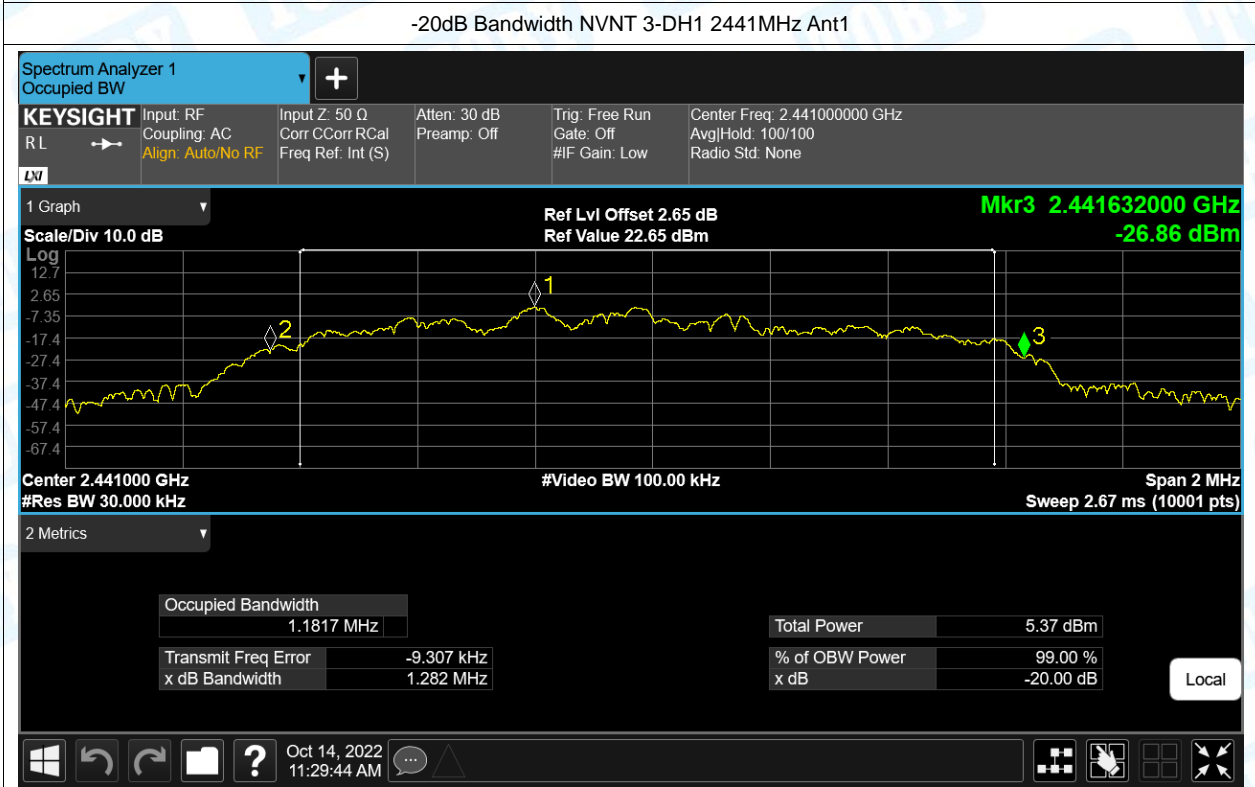 -20dB Bandwidth NVNT 3-DH1 2441MHz Ant1
Spectrum Analyzer 1
Occupied BW
KEYSIGHT
RL
LXI
Input: RF
Coupling: AC
Align: Auto/No RF
Input Z: 50 Ω
Corr CCorr RCal
Freq Ref: Int (S)
Atten: 30 dB
Preamp: Off
Trig: Free Run
Gate: Off
#IF Gain: Low
Center Freq: 2.441000000 GHz
Avg|Hold: 100/100
Radio Std: None
1 Graph
Scale/Div 10.0 dB
Ref Lvl Offset 2.65 dB
Ref Value 22.65 dBm
Mkr3 2.441632000 GHz
-26.86 dBm
Log
12.7
2.65
-7.35
-17.4
-27.4
-37.4
-47.4
-57.4
-67.4
1
2
3
Center 2.441000 GHz
#Res BW 30.000 kHz
#Video BW 100.00 kHz
Span 2 MHz
Sweep 2.67 ms (10001 pts)
2 Metrics
Occupied Bandwidth
1.1817 MHz
Transmit Freq Error -9.307 kHz
x dB Bandwidth 1.282 MHz
Total Power 5.37 dBm
% of OBW Power 99.00 %
x dB -20.00 dB
Local
?
Oct 14, 2022
11:29:44 AM